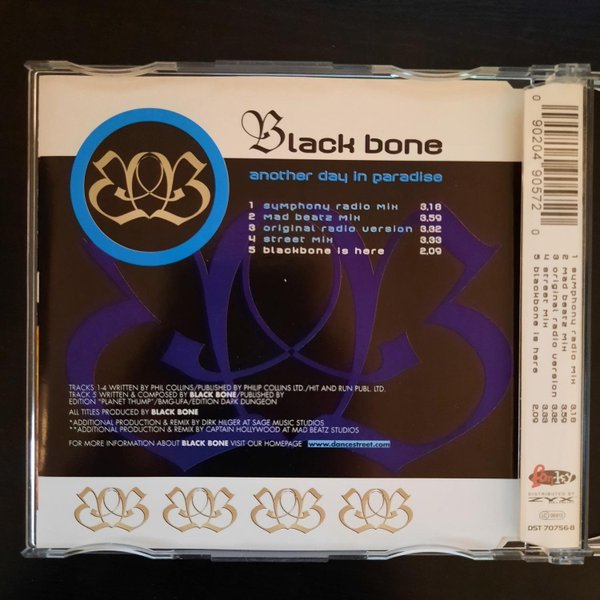 Black bone
another day in paradise
1 symphony radio mix 3.18
2 mad beatz mix 3.59
3 original radio version 3.32
4 street mix 3.33
5 blackbone is here 2.09
TRACKS 1-4 WRITTEN BY PHIL COLLINS/PUBLISHED BY PHILIP COLLINS LTD./HIT AND RUN PUBL. LTD.
TRACK 5 WRITTEN & COMPOSED BY BLACK BONE/PUBLISHED BY
EDITION "PLANET THUMP"/BMG-UFA/EDITION DARK DUNGEON
ALL TITLES PRODUCED BY BLACK BONE
*ADDITIONAL PRODUCTION & REMIX BY DIRK HILGER AT SAGE MUSIC STUDIOS
**ADDITIONAL PRODUCTION & REMIX BY CAPTAIN HOLLYWOOD AT MAD BEATZ STUDIOS
FOR MORE INFORMATION ABOUT BLACK BONE VISIT OUR HOMEPAGE www.dancestreet.com
0 90204 90572 0
1 symphony radio mix 3.18
2 mad beatz mix 3.59
3 original radio version 3.32
4 street mix 3.33
5 blackbone is here 2.09
DISTRIBUTED BY
ZYX
DST 70756-8